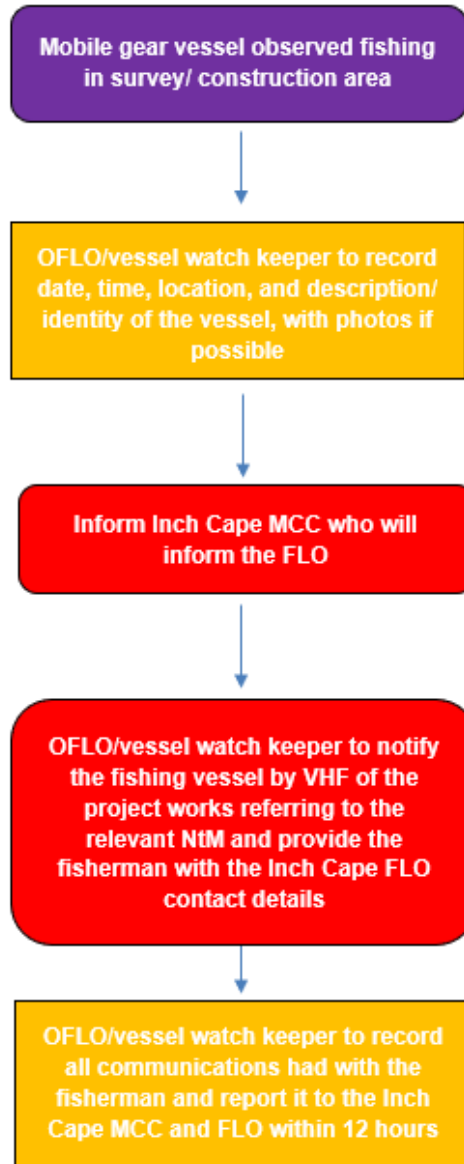 Mobile gear vessel observed fishing
in survey/ construction area
OFLO/vessel watch keeper to record
date, time, location, and description/
identity of the vessel, with photos if
possible
Inform Inch Cape MCC who will
inform the FLO
OFLO/vessel watch keeper to notify
the fishing vessel by VHF of the
project works referring to the
relevant NtM and provide the
fisherman with the Inch Cape FLO
contact details
OFLO/vessel watch keeper to record
all communications had with the
fisherman and report it to the Inch
Cape MCC and FLO within 12 hours